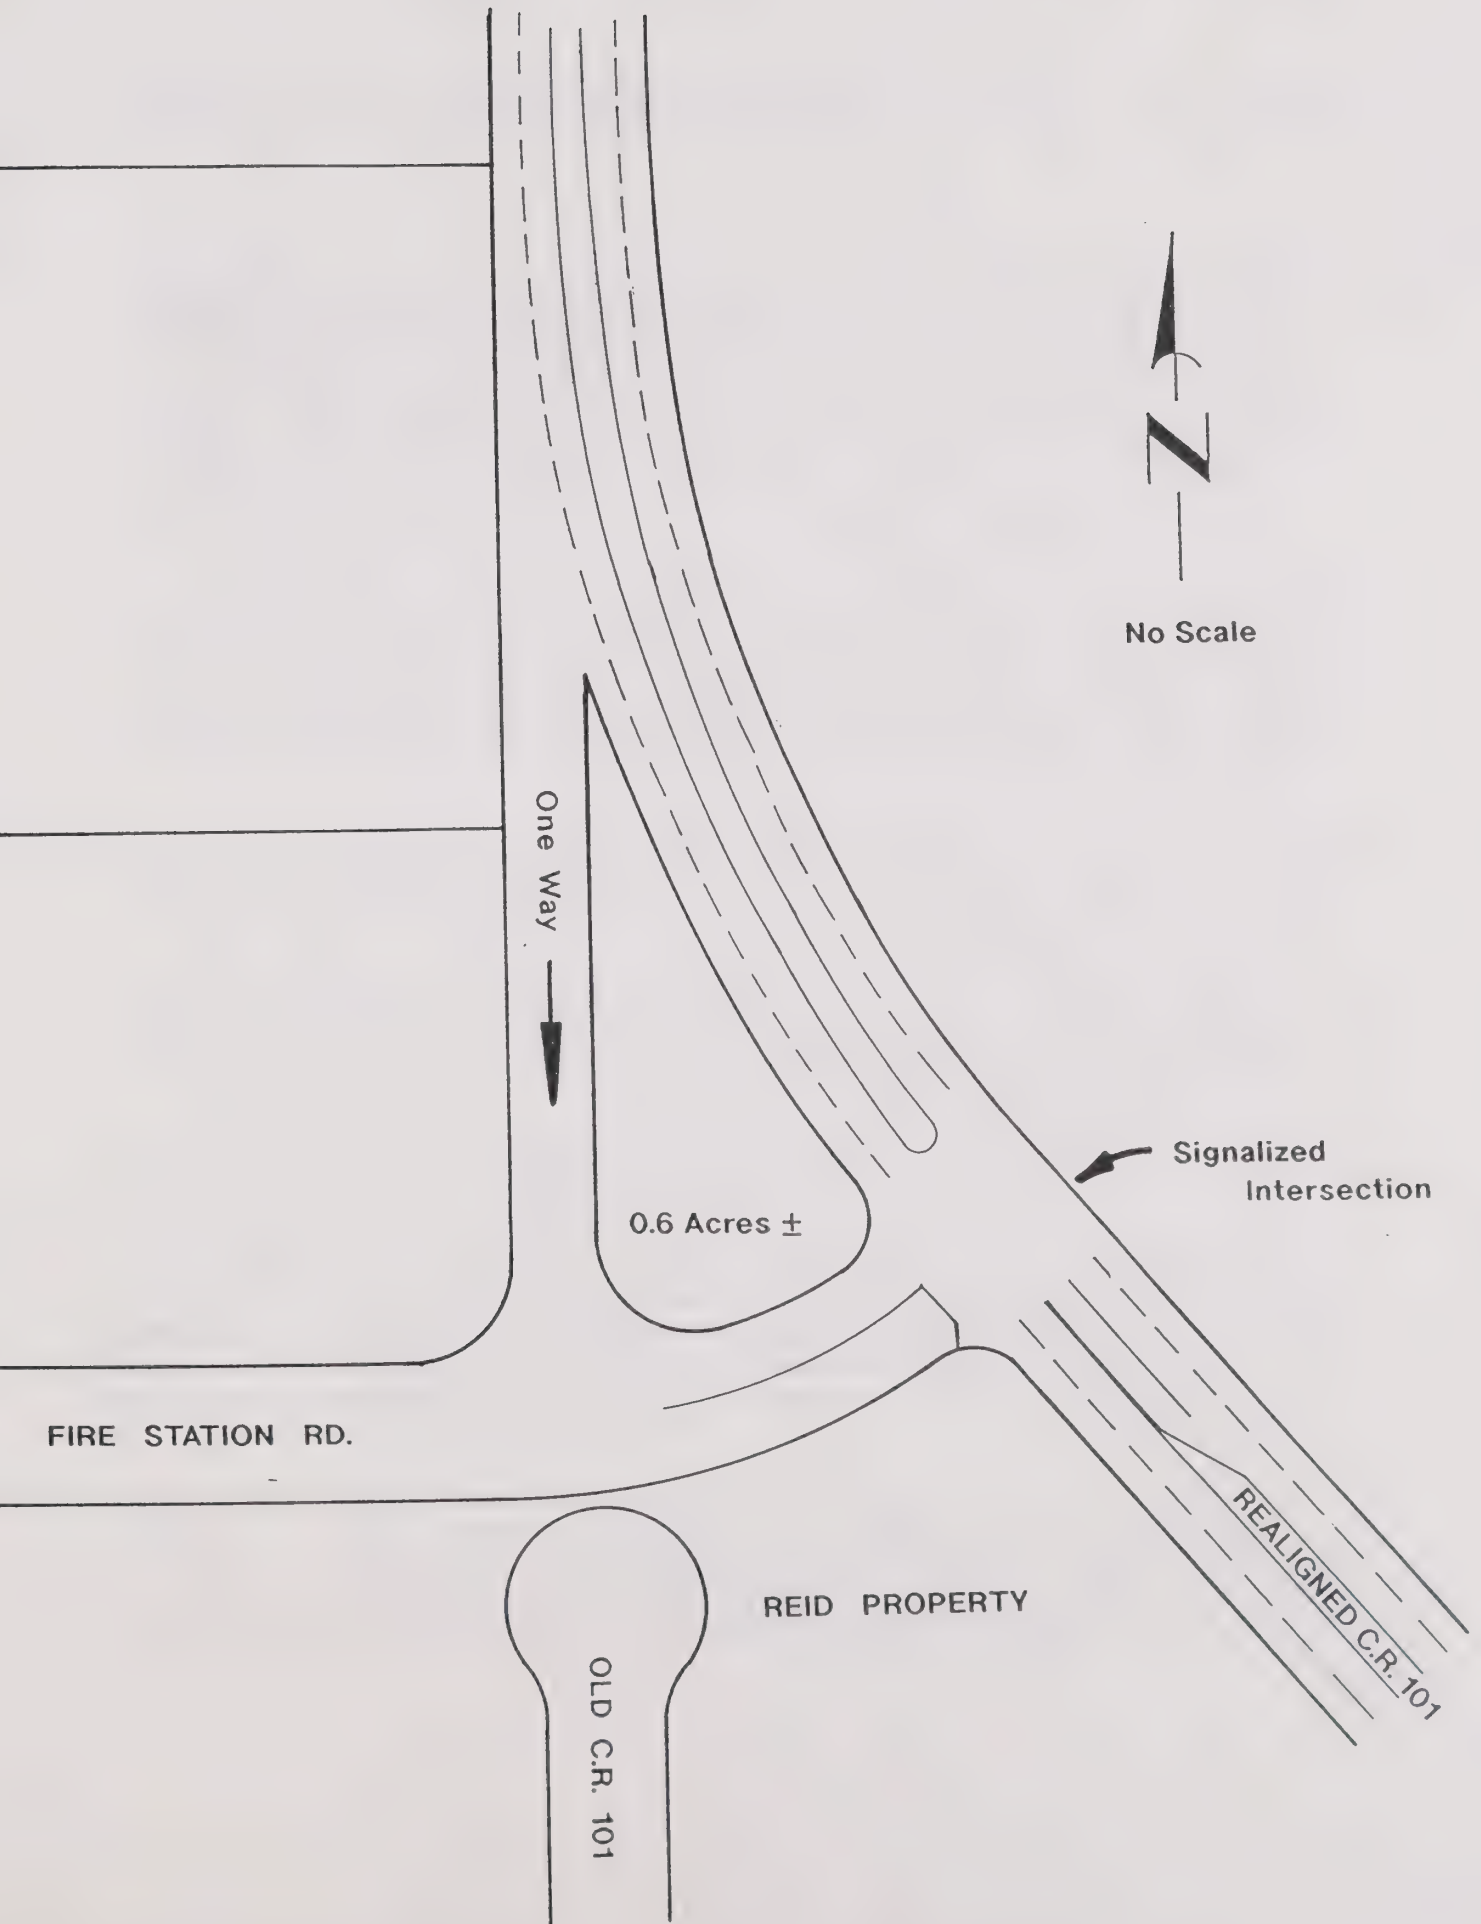 N
No Scale
One Way
Signalized
Intersection
0.6 Acres ±
FIRE STATION RD.
REALIGNED C.R. 101
REID PROPERTY
OLD C.R. 101